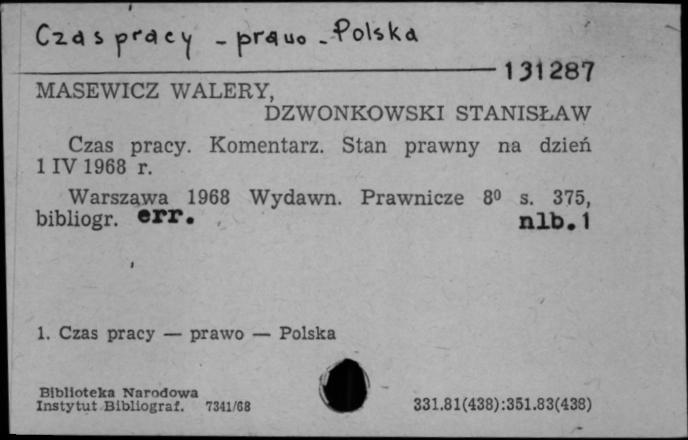 Czas pracy - prawo - Polska
131287
MASEWICZ WALERY,
DZWONKOWSKI STANISŁAW
Czas pracy. Komentarz. Stan prawny na dzień
1 IV 1968 r.
Warszawa 1968 Wydawn. Prawnicze 8⁰ s. 375,
bibliogr. err. nlb. 1
1. Czas pracy — prawo — Polska
Biblioteka Narodowa
Instytut Bibliograf. 7341/68 331.81(438):351.83(438)